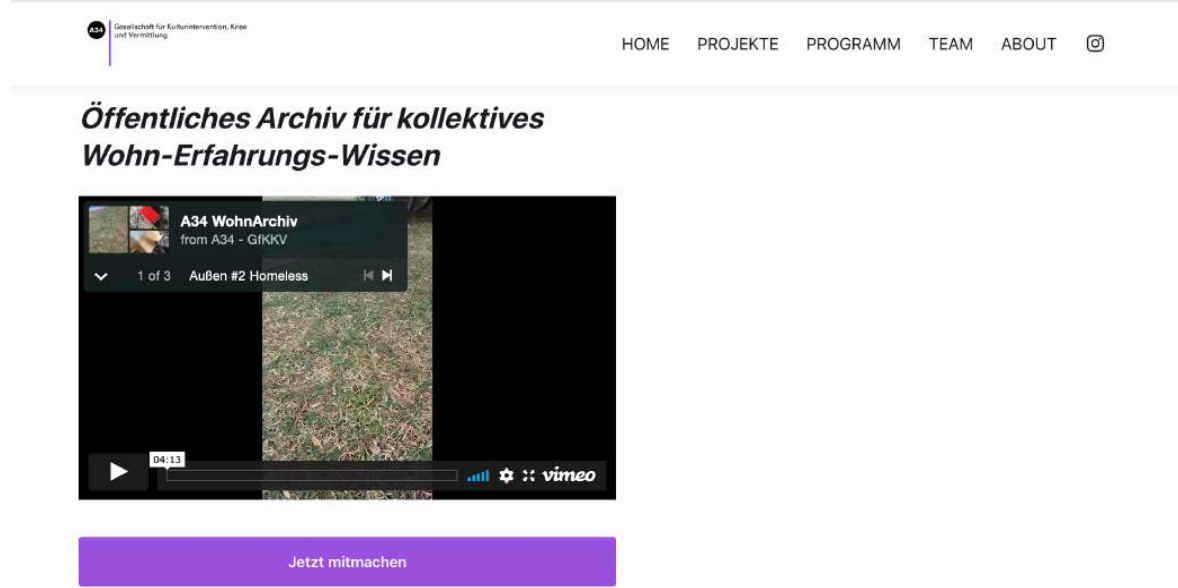 A34
Gesellschaft für Kulturintervention, Krise
und Vermittlung
HOME PROJEKTE PROGRAMM TEAM ABOUT
Öffentliches Archiv für kollektives
Wohn-Erfahrungs-Wissen
A34 WohnArchiv
from A34 - GfKKV
1 of 3 Außen #2 Homeless
04:13
vimeo
Jetzt mitmachen